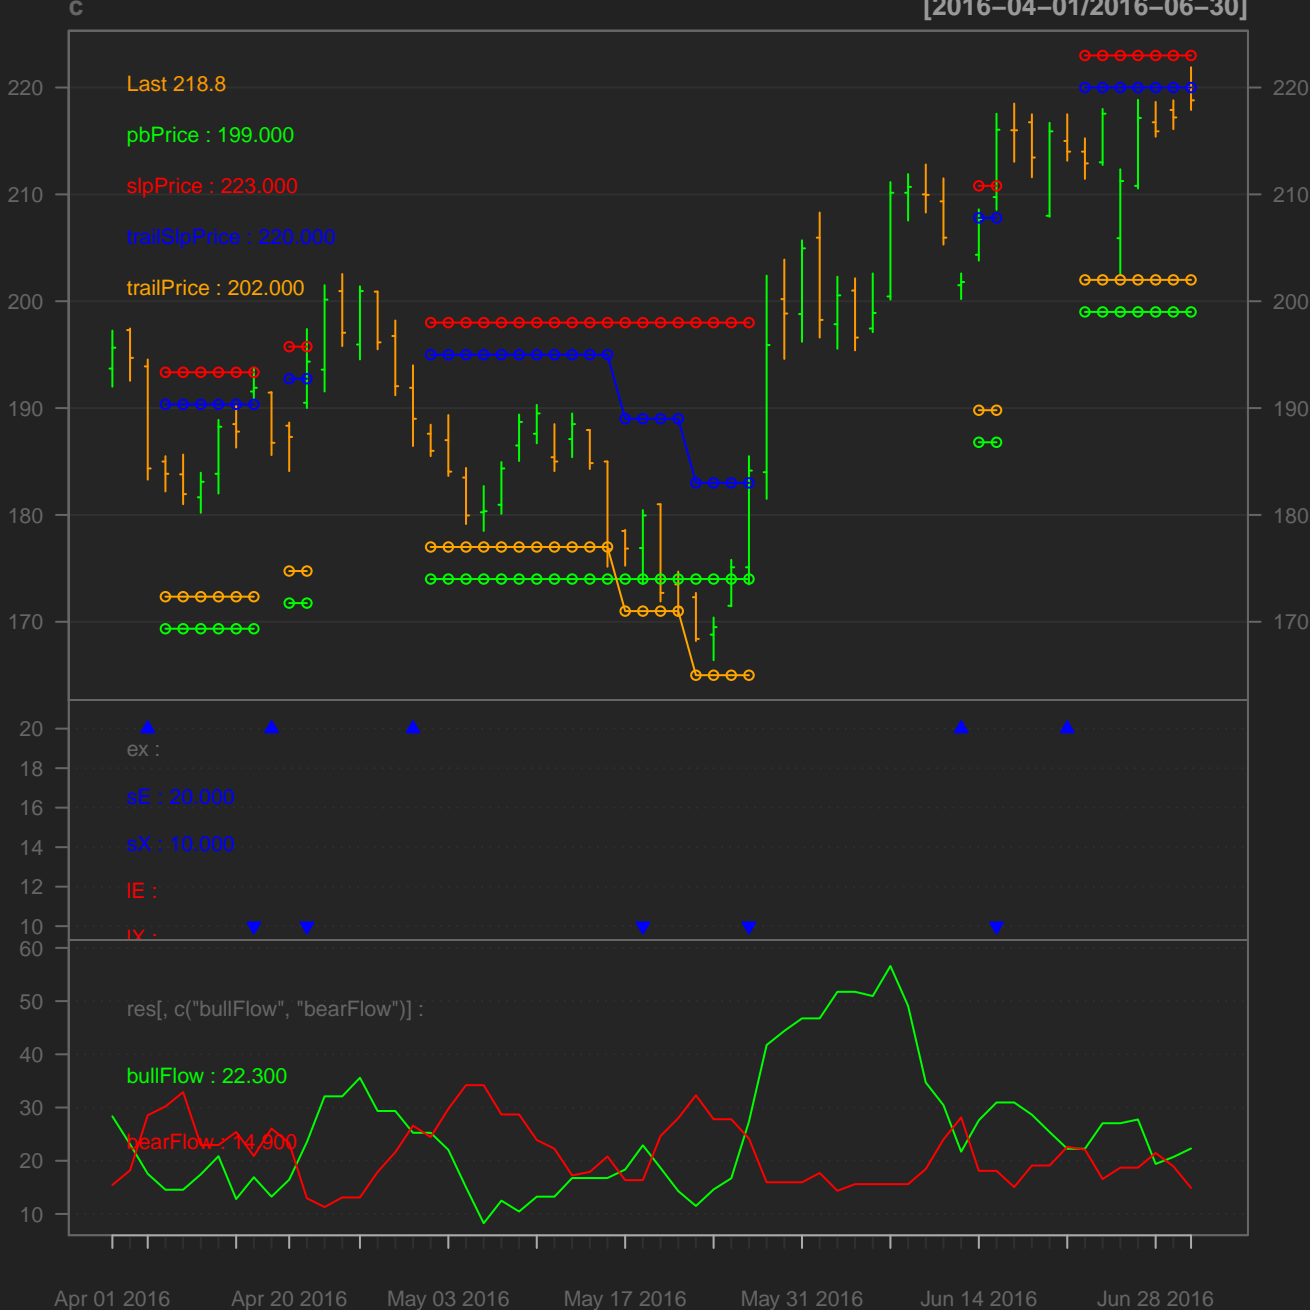 c [2016−04−01/2016−06−30]
220 Last 218.8 220
pbPrice : 199.000
slpPrice : 223.000
210 210
trailSlpPrice : 220.000
trailPrice : 202.000
200 200
190 190
180 180
170 170
20
ex :
18
sE : 20.000
16
sX : 10.000
14
lE :
12
lX :
10
60
res[, c("bullFlow", "bearFlow")] :
50
40
bullFlow : 22.300
30
bearFlow : 14.900
20
10
Apr 01 2016 Apr 20 2016 May 03 2016 May 17 2016 May 31 2016 Jun 14 2016 Jun 28 2016